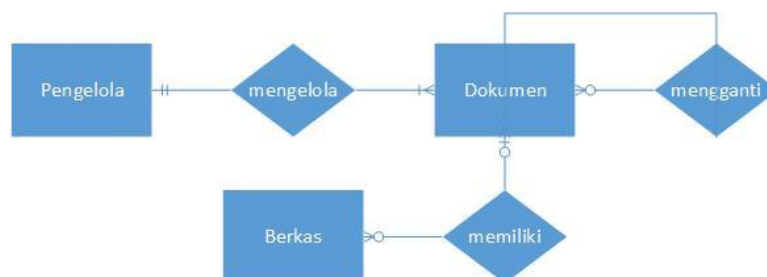 Pengelola
mengelola
Dokumen
mengganti
Berkas
memiliki